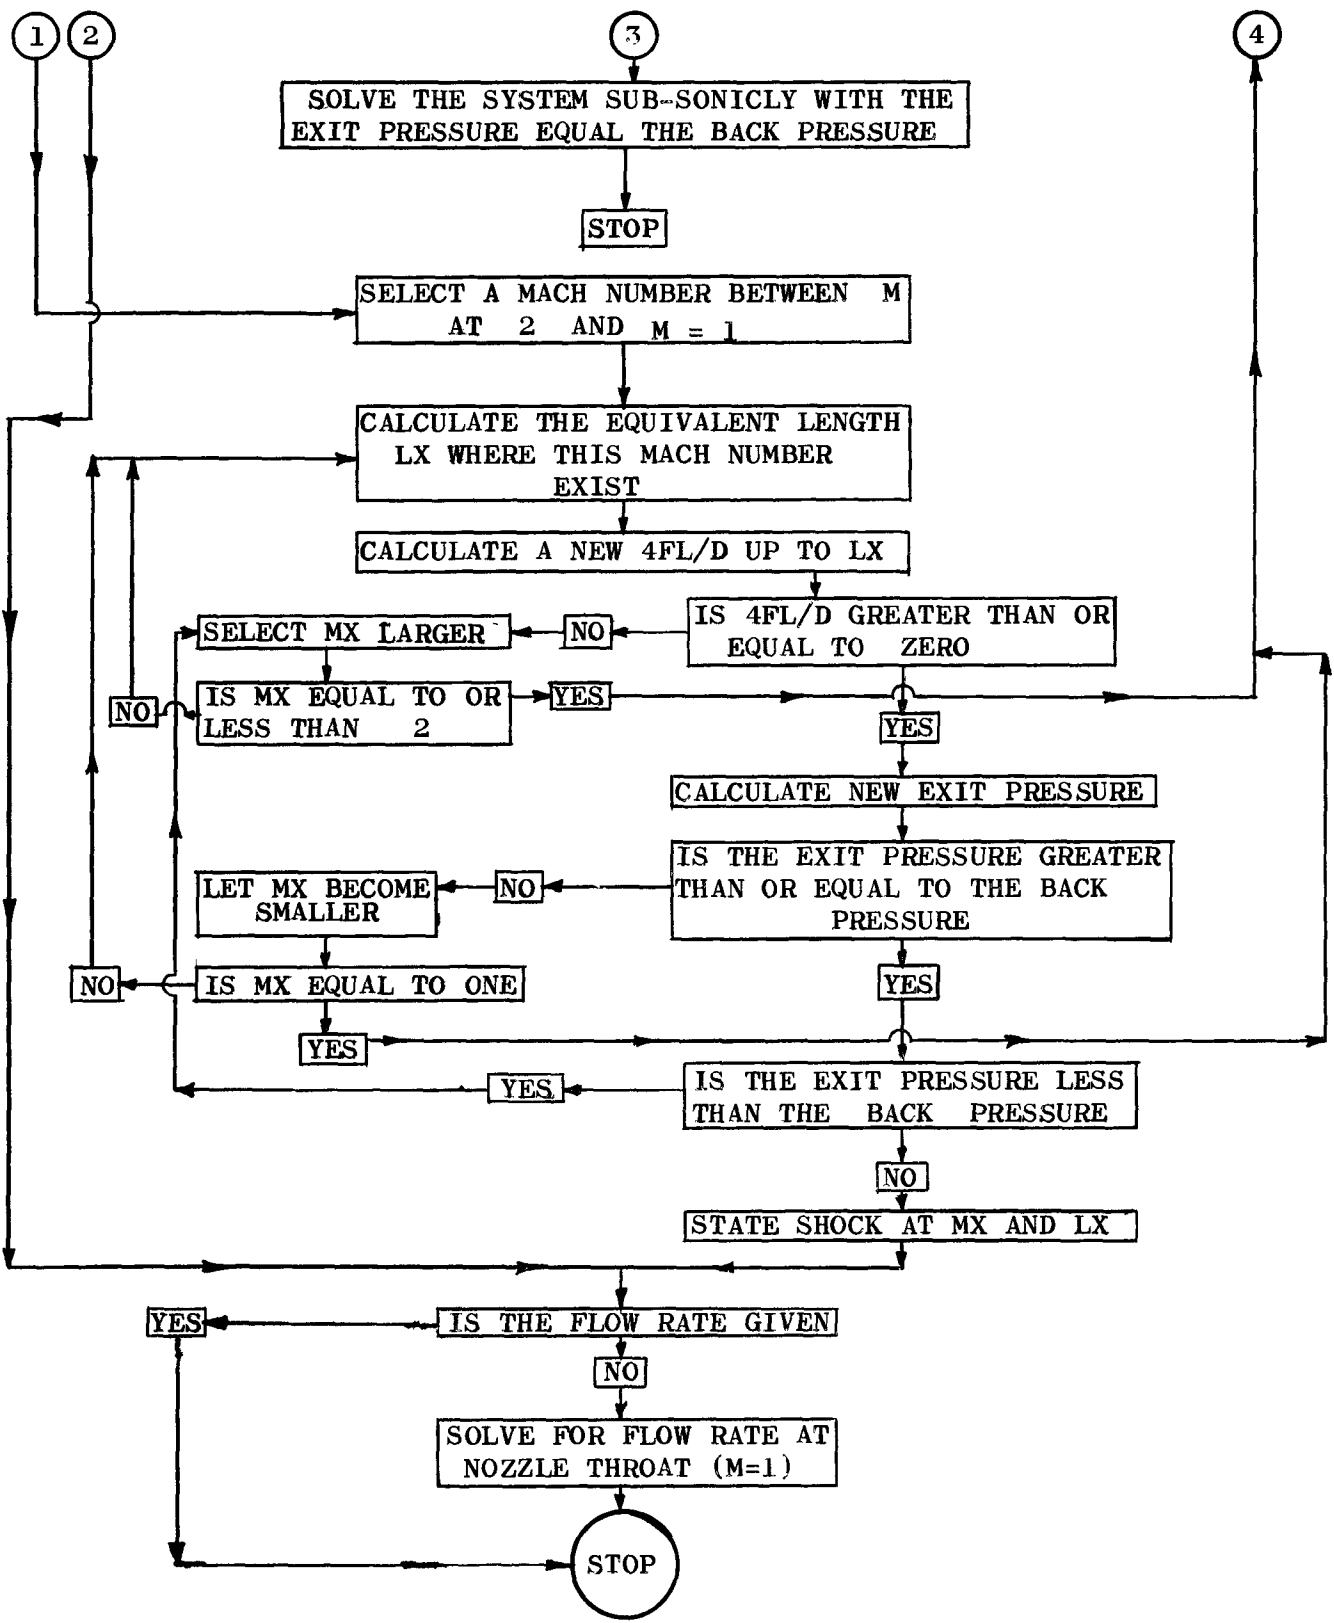 1 2 3 4
SOLVE THE SYSTEM SUB-SONICLY WITH THE
EXIT PRESSURE EQUAL THE BACK PRESSURE
STOP
SELECT A MACH NUMBER BETWEEN M
AT 2 AND M = 1
CALCULATE THE EQUIVALENT LENGTH
LX WHERE THIS MACH NUMBER
EXIST
CALCULATE A NEW 4FL/D UP TO LX
IS 4FL/D GREATER THAN OR
EQUAL TO ZERO
NO
SELECT MX LARGER
IS MX EQUAL TO OR
LESS THAN 2
YES
NO
YES
CALCULATE NEW EXIT PRESSURE
IS THE EXIT PRESSURE GREATER
THAN OR EQUAL TO THE BACK
PRESSURE
NO
LET MX BECOME
SMALLER
IS MX EQUAL TO ONE
NO
YES
YES
IS THE EXIT PRESSURE LESS
THAN THE BACK PRESSURE
YES
NO
STATE SHOCK AT MX AND LX
IS THE FLOW RATE GIVEN
YES
NO
SOLVE FOR FLOW RATE AT
NOZZLE THROAT (M=1)
STOP